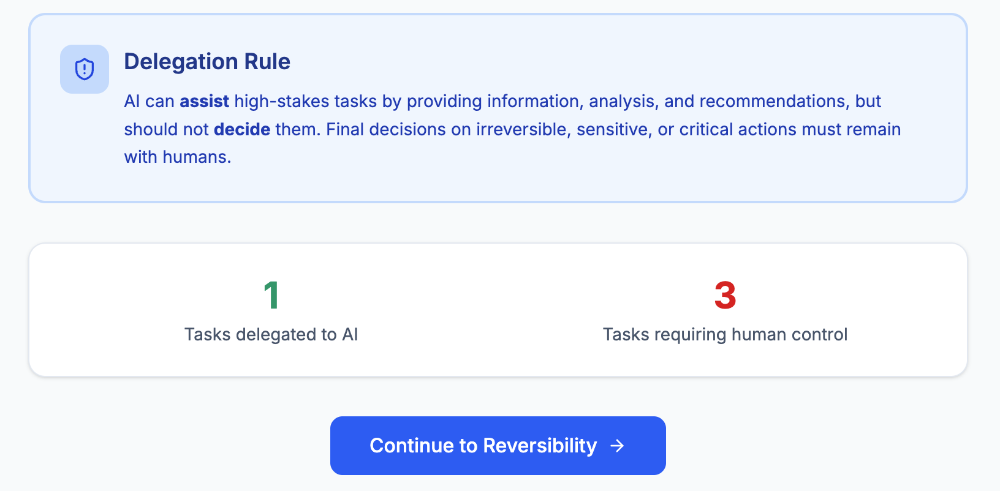 Delegation Rule
AI can assist high-stakes tasks by providing information, analysis, and recommendations, but
should not decide them. Final decisions on irreversible, sensitive, or critical actions must remain
with humans.
1
Tasks delegated to AI
3
Tasks requiring human control
Continue to Reversibility →